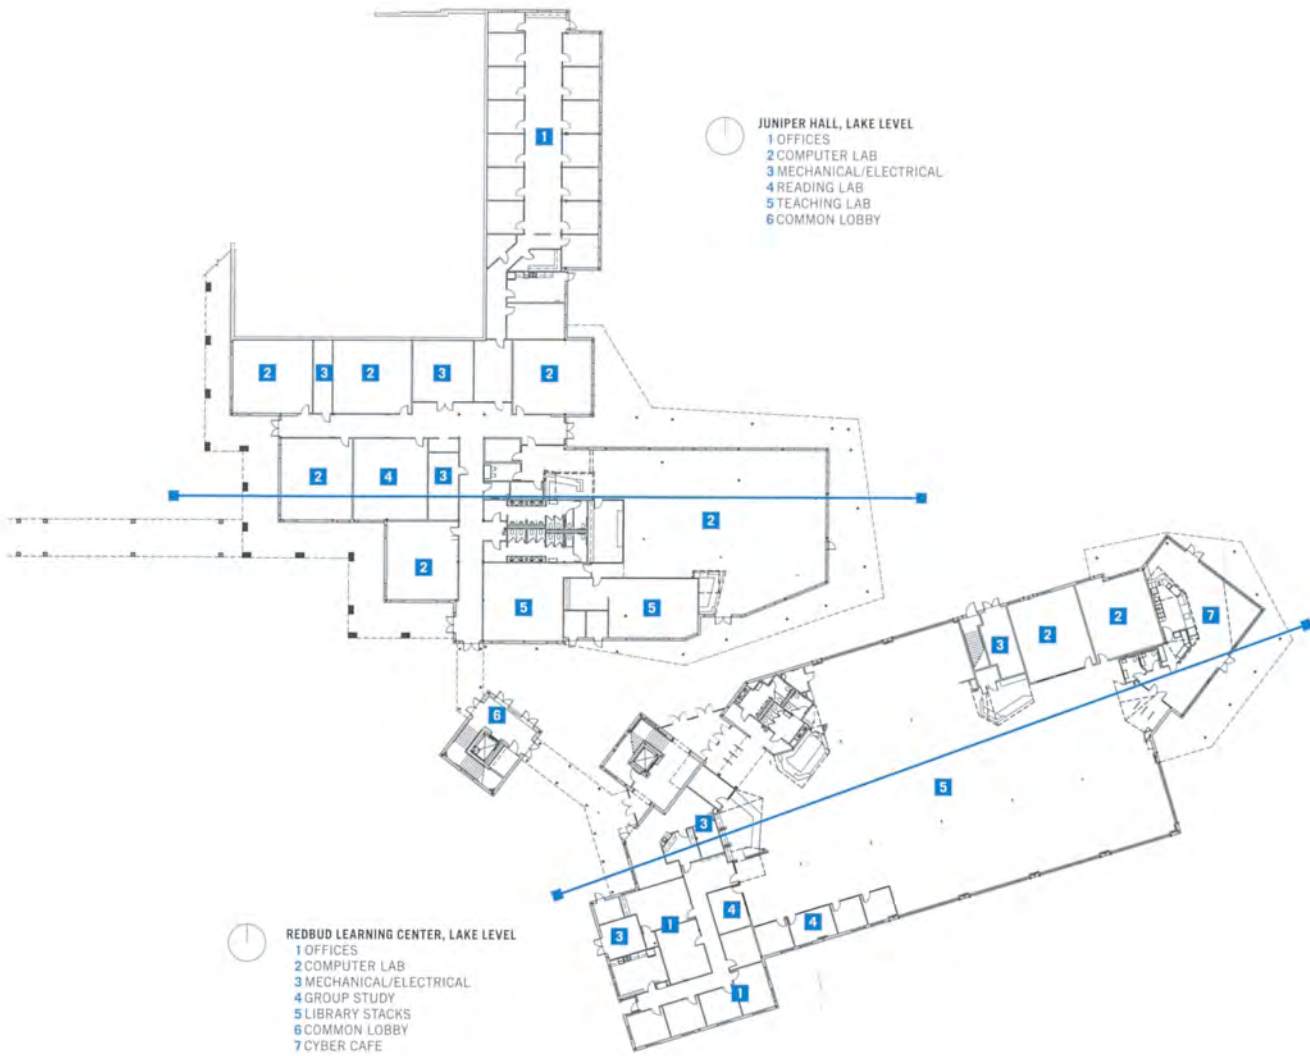 1
JUNIPER HALL, LAKE LEVEL
1 OFFICES
2 COMPUTER LAB
3 MECHANICAL/ELECTRICAL
4 READING LAB
5 TEACHING LAB
6 COMMON LOBBY
2 3 2 3 2
2 4 3
2
2
5 5
6
3 2 2 7
5
3
4 4
1
3
1
REDBUD LEARNING CENTER, LAKE LEVEL
1 OFFICES
2 COMPUTER LAB
3 MECHANICAL/ELECTRICAL
4 GROUP STUDY
5 LIBRARY STACKS
6 COMMON LOBBY
7 CYBER CAFE